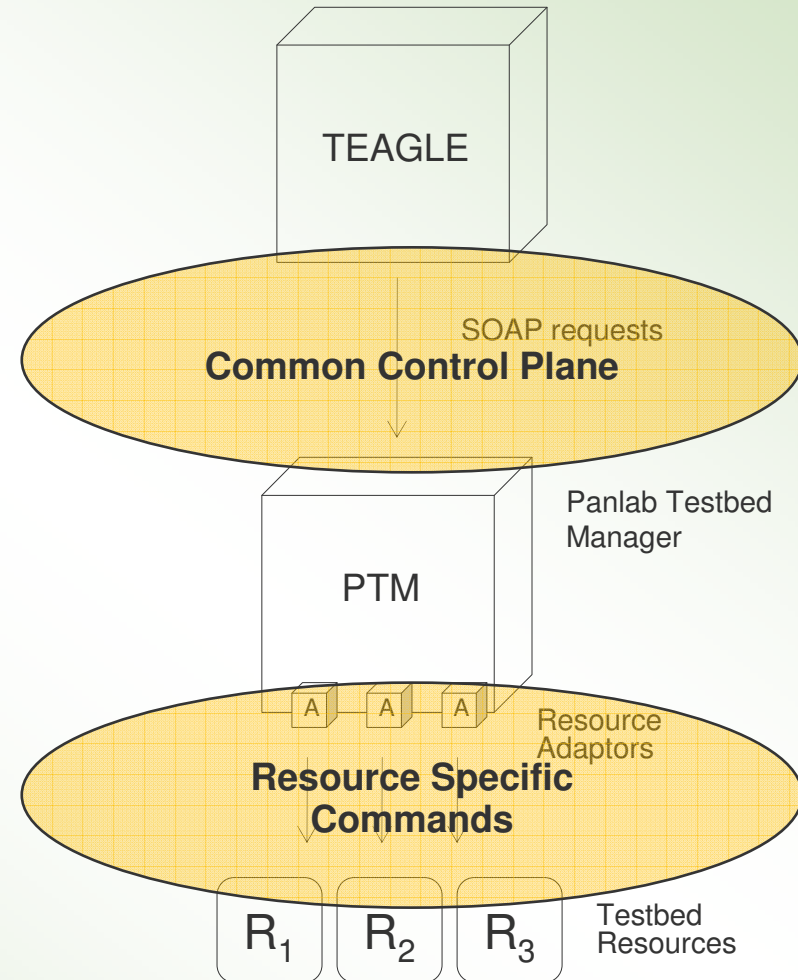 TEAGLE
SOAP requests
Common Control Plane
Panlab Testbed
Manager
PTM
A A A
Resource
Adaptors
Resource Specific
Commands
R₁ R₂ R₃
Testbed
Resources